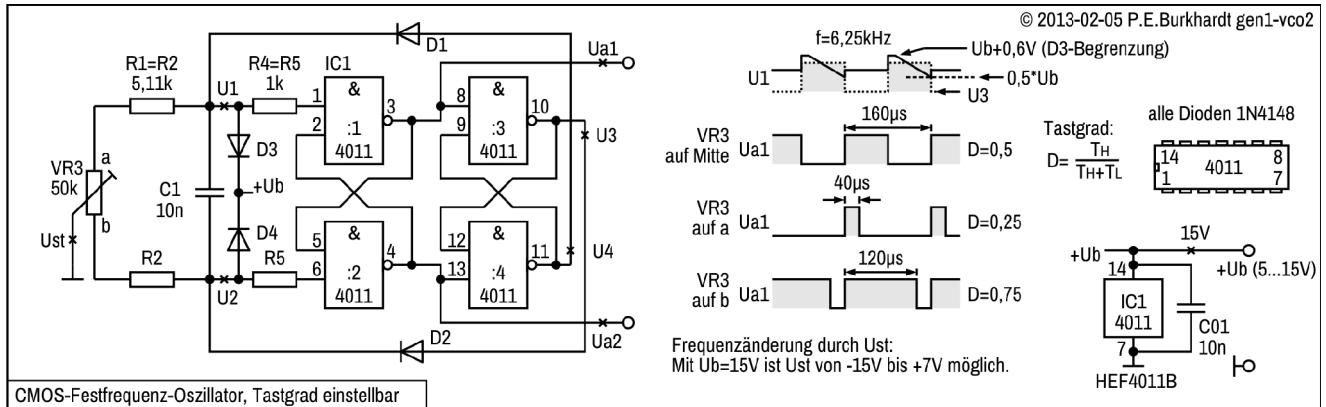 © 2013-02-05 P.E.Burkhardt gen1-vco2
D1
Ua1
R1=R2
5,11k
R4=R5
1k
IC1
U1
1
2
&
:1
4011
3
8
9
&
:3
4011
10
U3
VR3
50k
a
b
Ust
C1
10n
D3
+Ub
D4
R2
U2
R5
5
6
&
:2
4011
4
12
13
&
:4
4011
11
U4
D2
Ua2
f=6,25kHz
Ub+0,6V (D3-Begrenzung)
U1
0,5*Ub
U3
160µs
VR3
auf Mitte
Ua1
D=0,5
40µs
VR3
auf a
Ua1
D=0,25
120µs
VR3
auf b
Ua1
D=0,75
Frequenzänderung durch Ust:
Mit Ub=15V ist Ust von -15V bis +7V möglich.
alle Dioden 1N4148
Tastgrad:
D= TH
TH+TL
14
8
4011
1
7
+Ub
15V
+Ub (5...15V)
14
IC1
4011
7
C01
10n
HEF4011B
CMOS-Festfrequenz-Oszillator, Tastgrad einstellbar